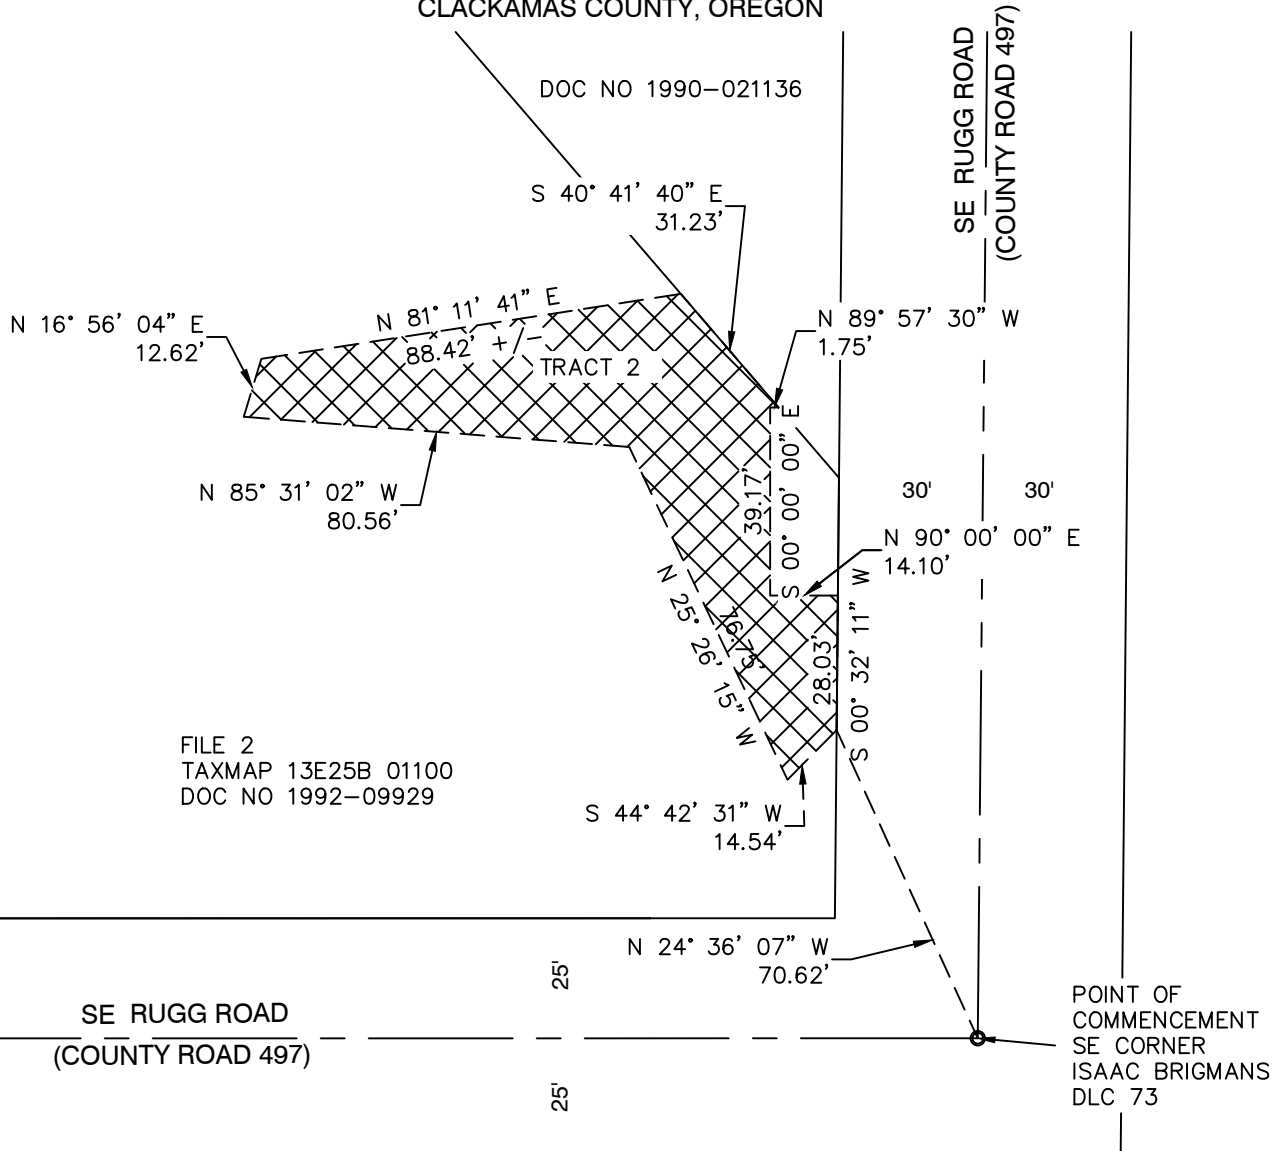 CLACKAMAS COUNTY, OREGON
DOC NO 1990-021136
SE RUGG ROAD
(COUNTY ROAD 497)
S 40° 41' 40" E
31.23'
N 81° 11' 41" E
88.42' +/-
N 16° 56' 04" E
12.62'
N 89° 57' 30" W
1.75'
TRACT 2
S 00° 00' 00" E
39.17'
N 85° 31' 02" W
80.56'
30'
30'
N 90° 00' 00" E
14.10'
N 25° 26' 15" W
76.75'
28.03'
S 00° 32' 11" W
FILE 2
TAXMAP 13E25B 01100
DOC NO 1992-09929
S 44° 42' 31" W
14.54'
N 24° 36' 07" W
70.62'
25'
25'
SE RUGG ROAD
(COUNTY ROAD 497)
POINT OF
COMMENCEMENT
SE CORNER
ISAAC BRIGMANS
DLC 73